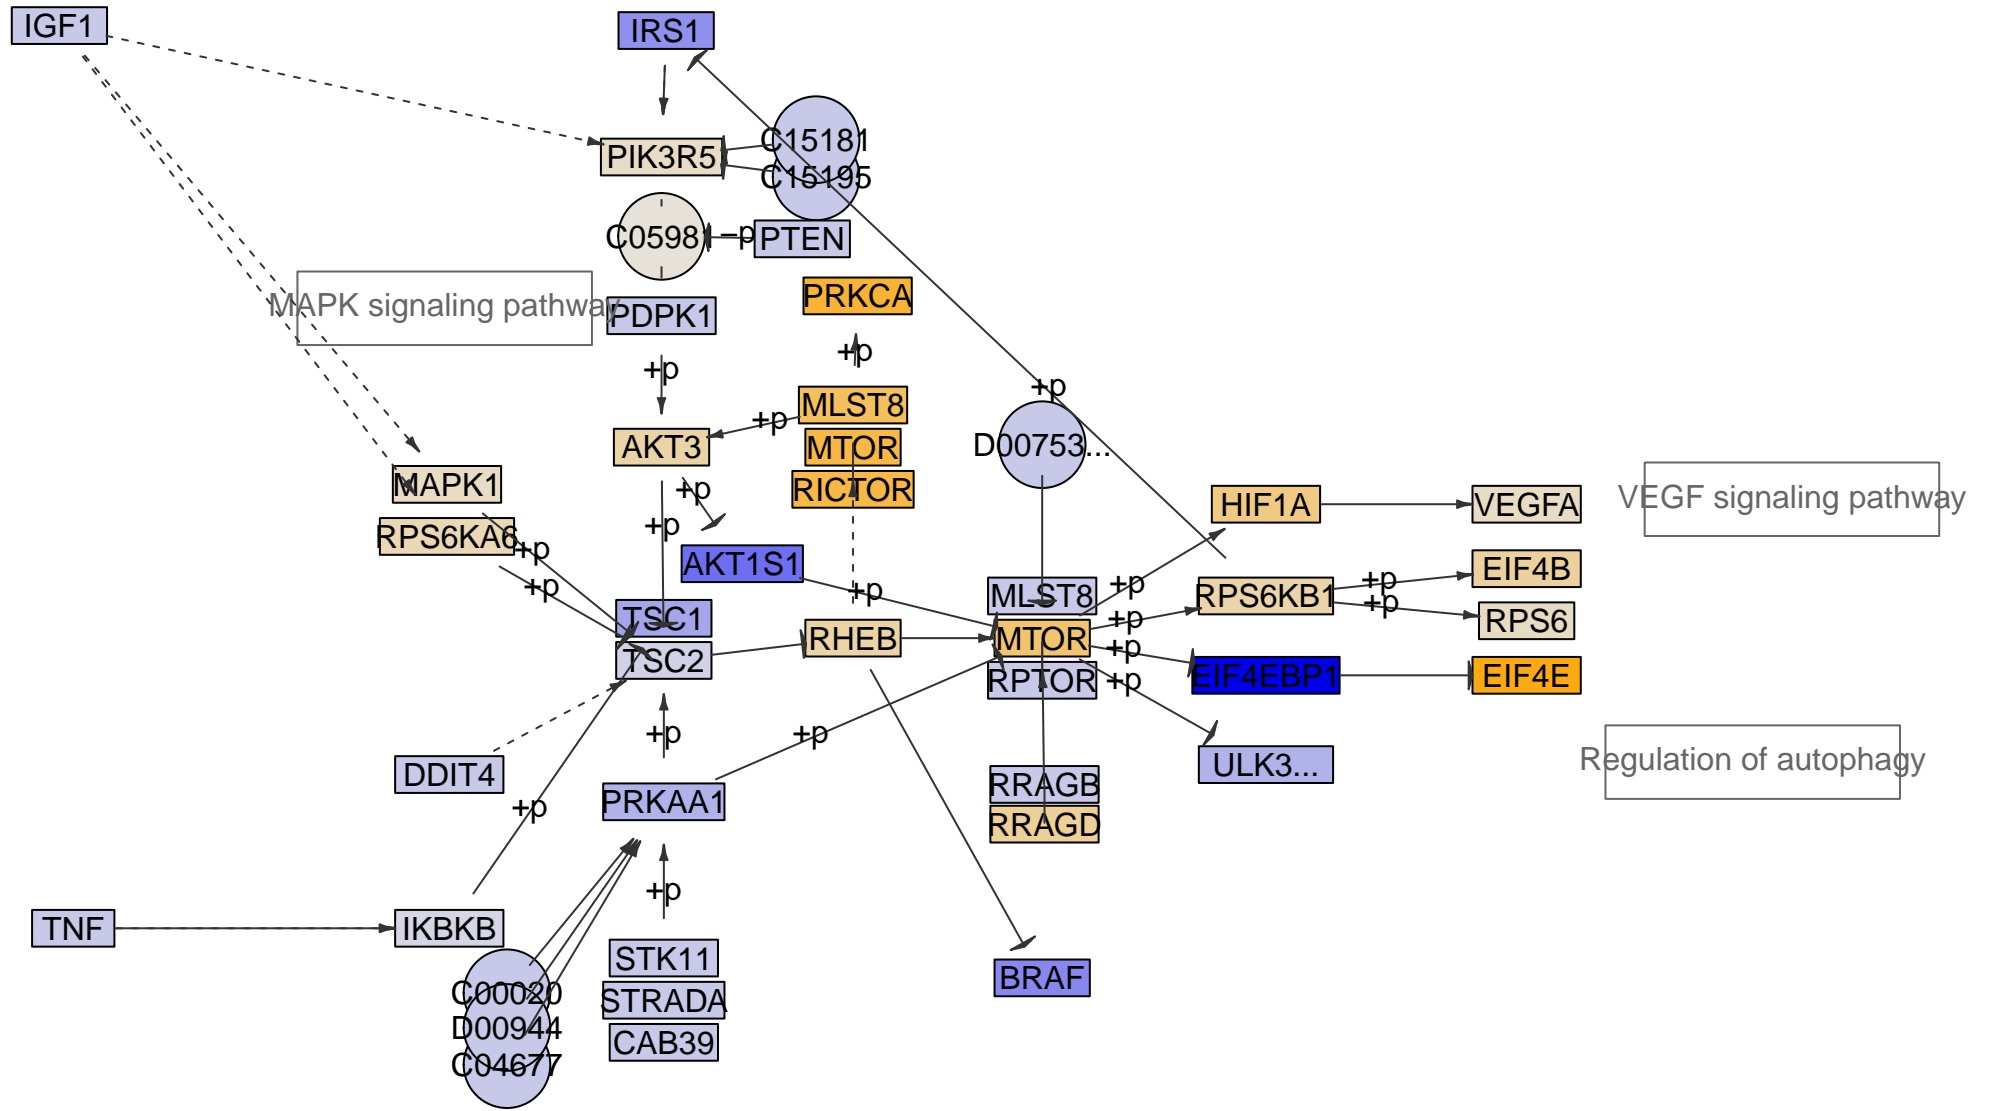 IGF1
IRS1
C15181
PIK3R5
C15195
C0598
−p
PTEN
PRKCA
MAPK signaling pathway
PDPK1
+p
+p
+p
MLST8
+p
AKT3
MTOR
D00753...
MAPK1
+p
RICTOR
HIF1A
VEGFA
VEGF signaling pathway
+p
RPS6KA6
+p
AKT1S1
EIF4B
+p
+p
+p
+p
MLST8
RPS6KB1
+p
TSC1
+p
RPS6
RHEB
MTOR
+p
TSC2
RPTOR
+p
EIF4EBP1
EIF4E
+p
+p
Regulation of autophagy
DDIT4
ULK3...
RRAGB
PRKAA1
+p
RRAGD
+p
TNF
IKBKB
STK11
BRAF
C00020
STRADA
D00944
CAB39
C04677